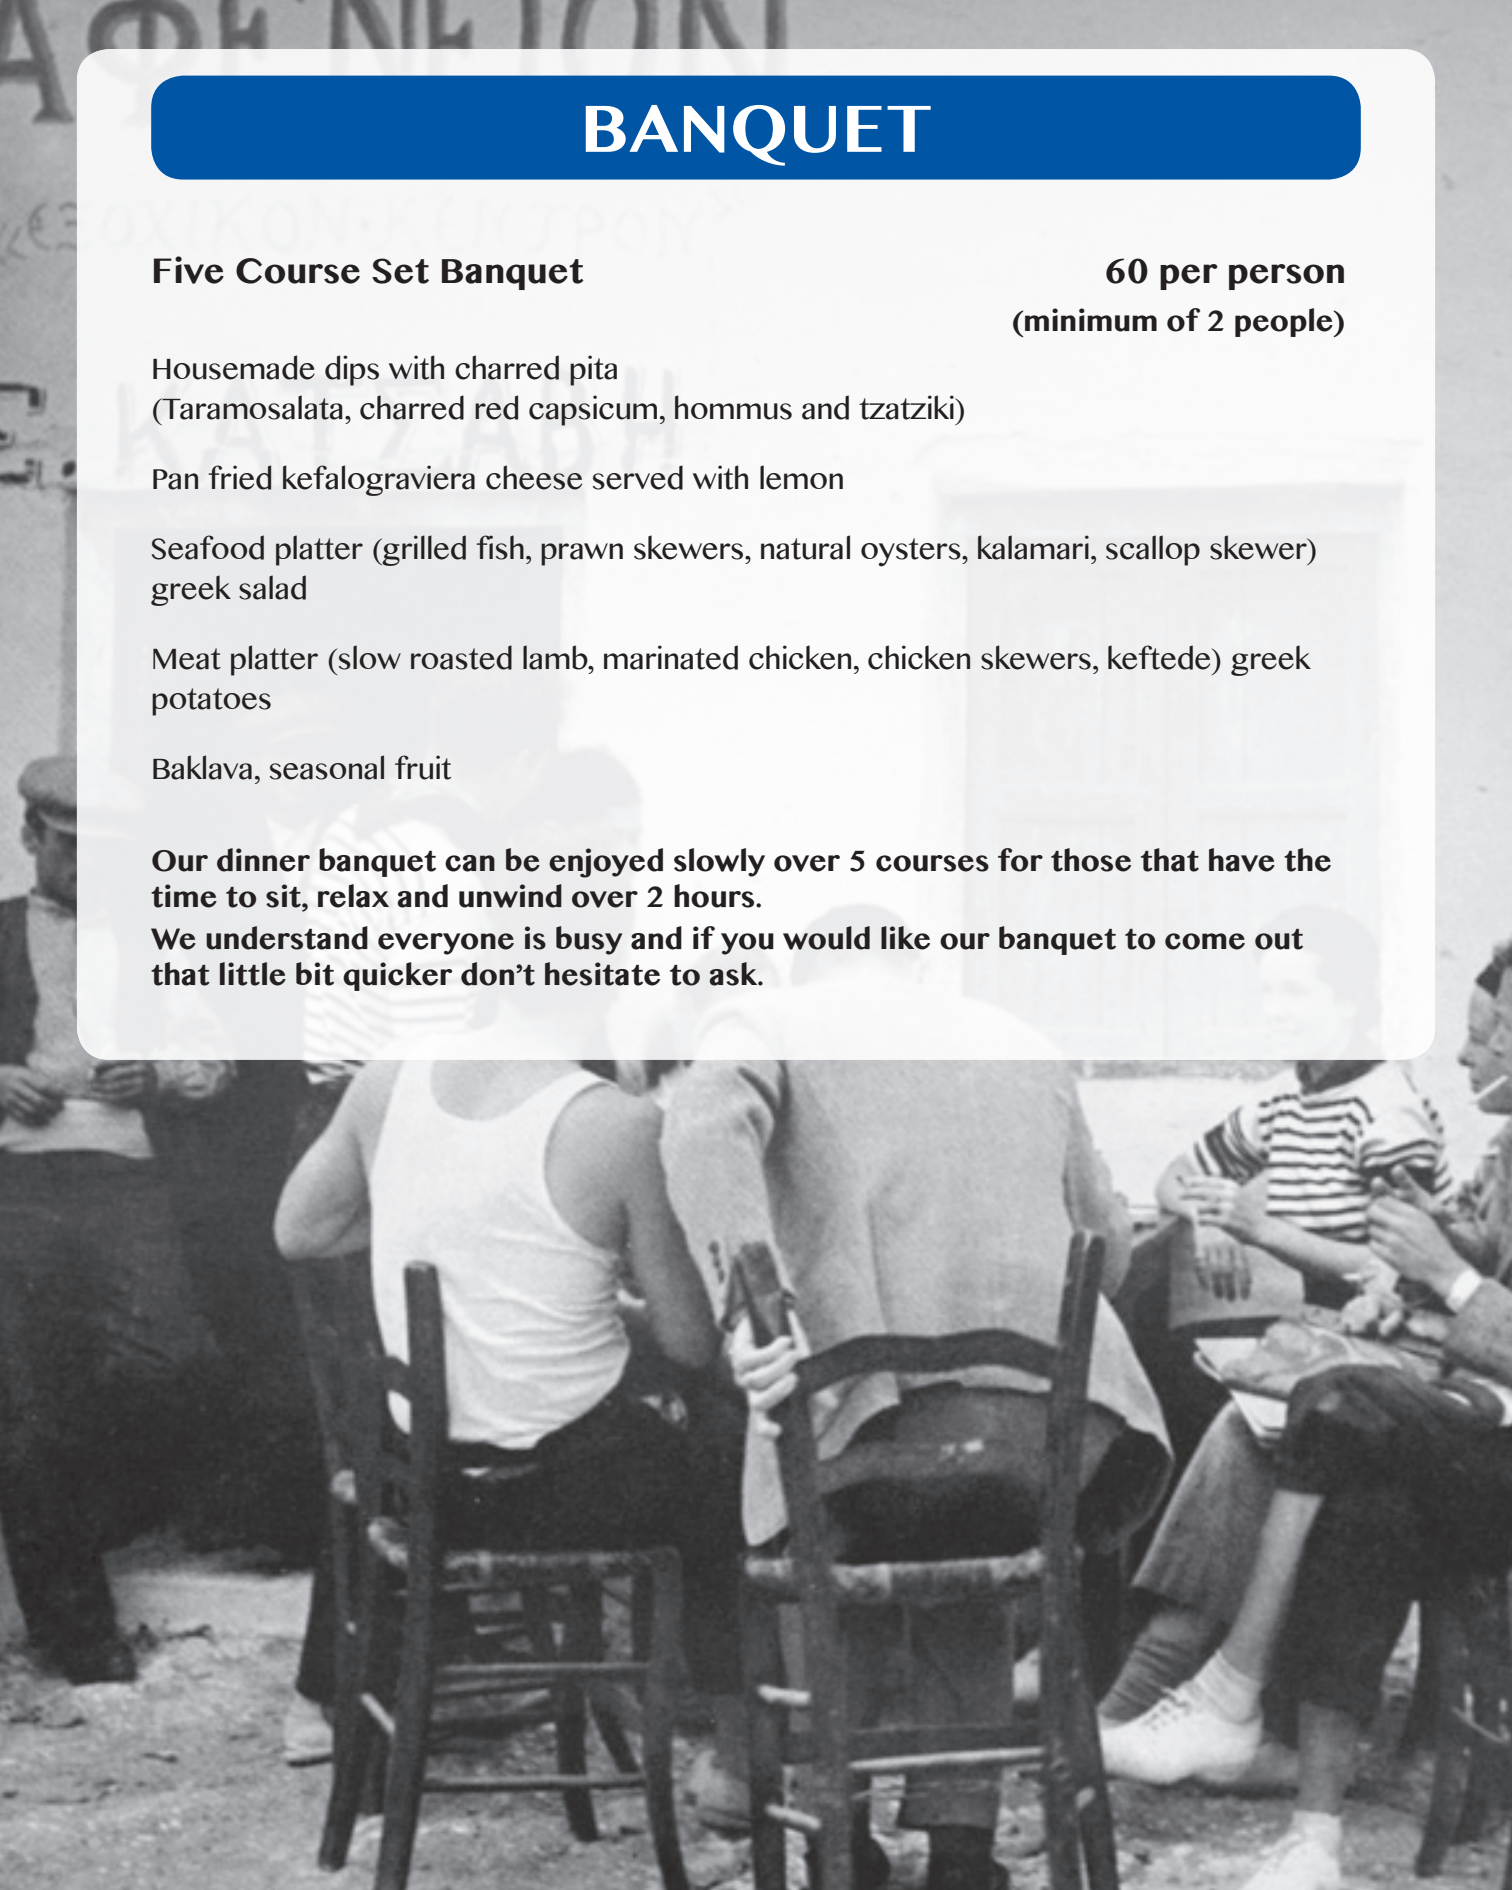 ΑΦΕΝΕΙΟΝ
BANQUET
«ΕΞΟΧΙΚΟΝ·ΚΕΝΤΡΟΝ»
Five Course Set Banquet
60 per person
(minimum of 2 people)
Housemade dips with charred pita
(Taramosalata, charred red capsicum, hommus and tzatziki)
ΚΑΤΣΑΒΗ
Pan fried kefalograviera cheese served with lemon
Seafood platter (grilled fish, prawn skewers, natural oysters, kalamari, scallop skewer)
greek salad
Meat platter (slow roasted lamb, marinated chicken, chicken skewers, keftede) greek
potatoes
Baklava, seasonal fruit
Our dinner banquet can be enjoyed slowly over 5 courses for those that have the
time to sit, relax and unwind over 2 hours.
We understand everyone is busy and if you would like our banquet to come out
that little bit quicker don’t hesitate to ask.